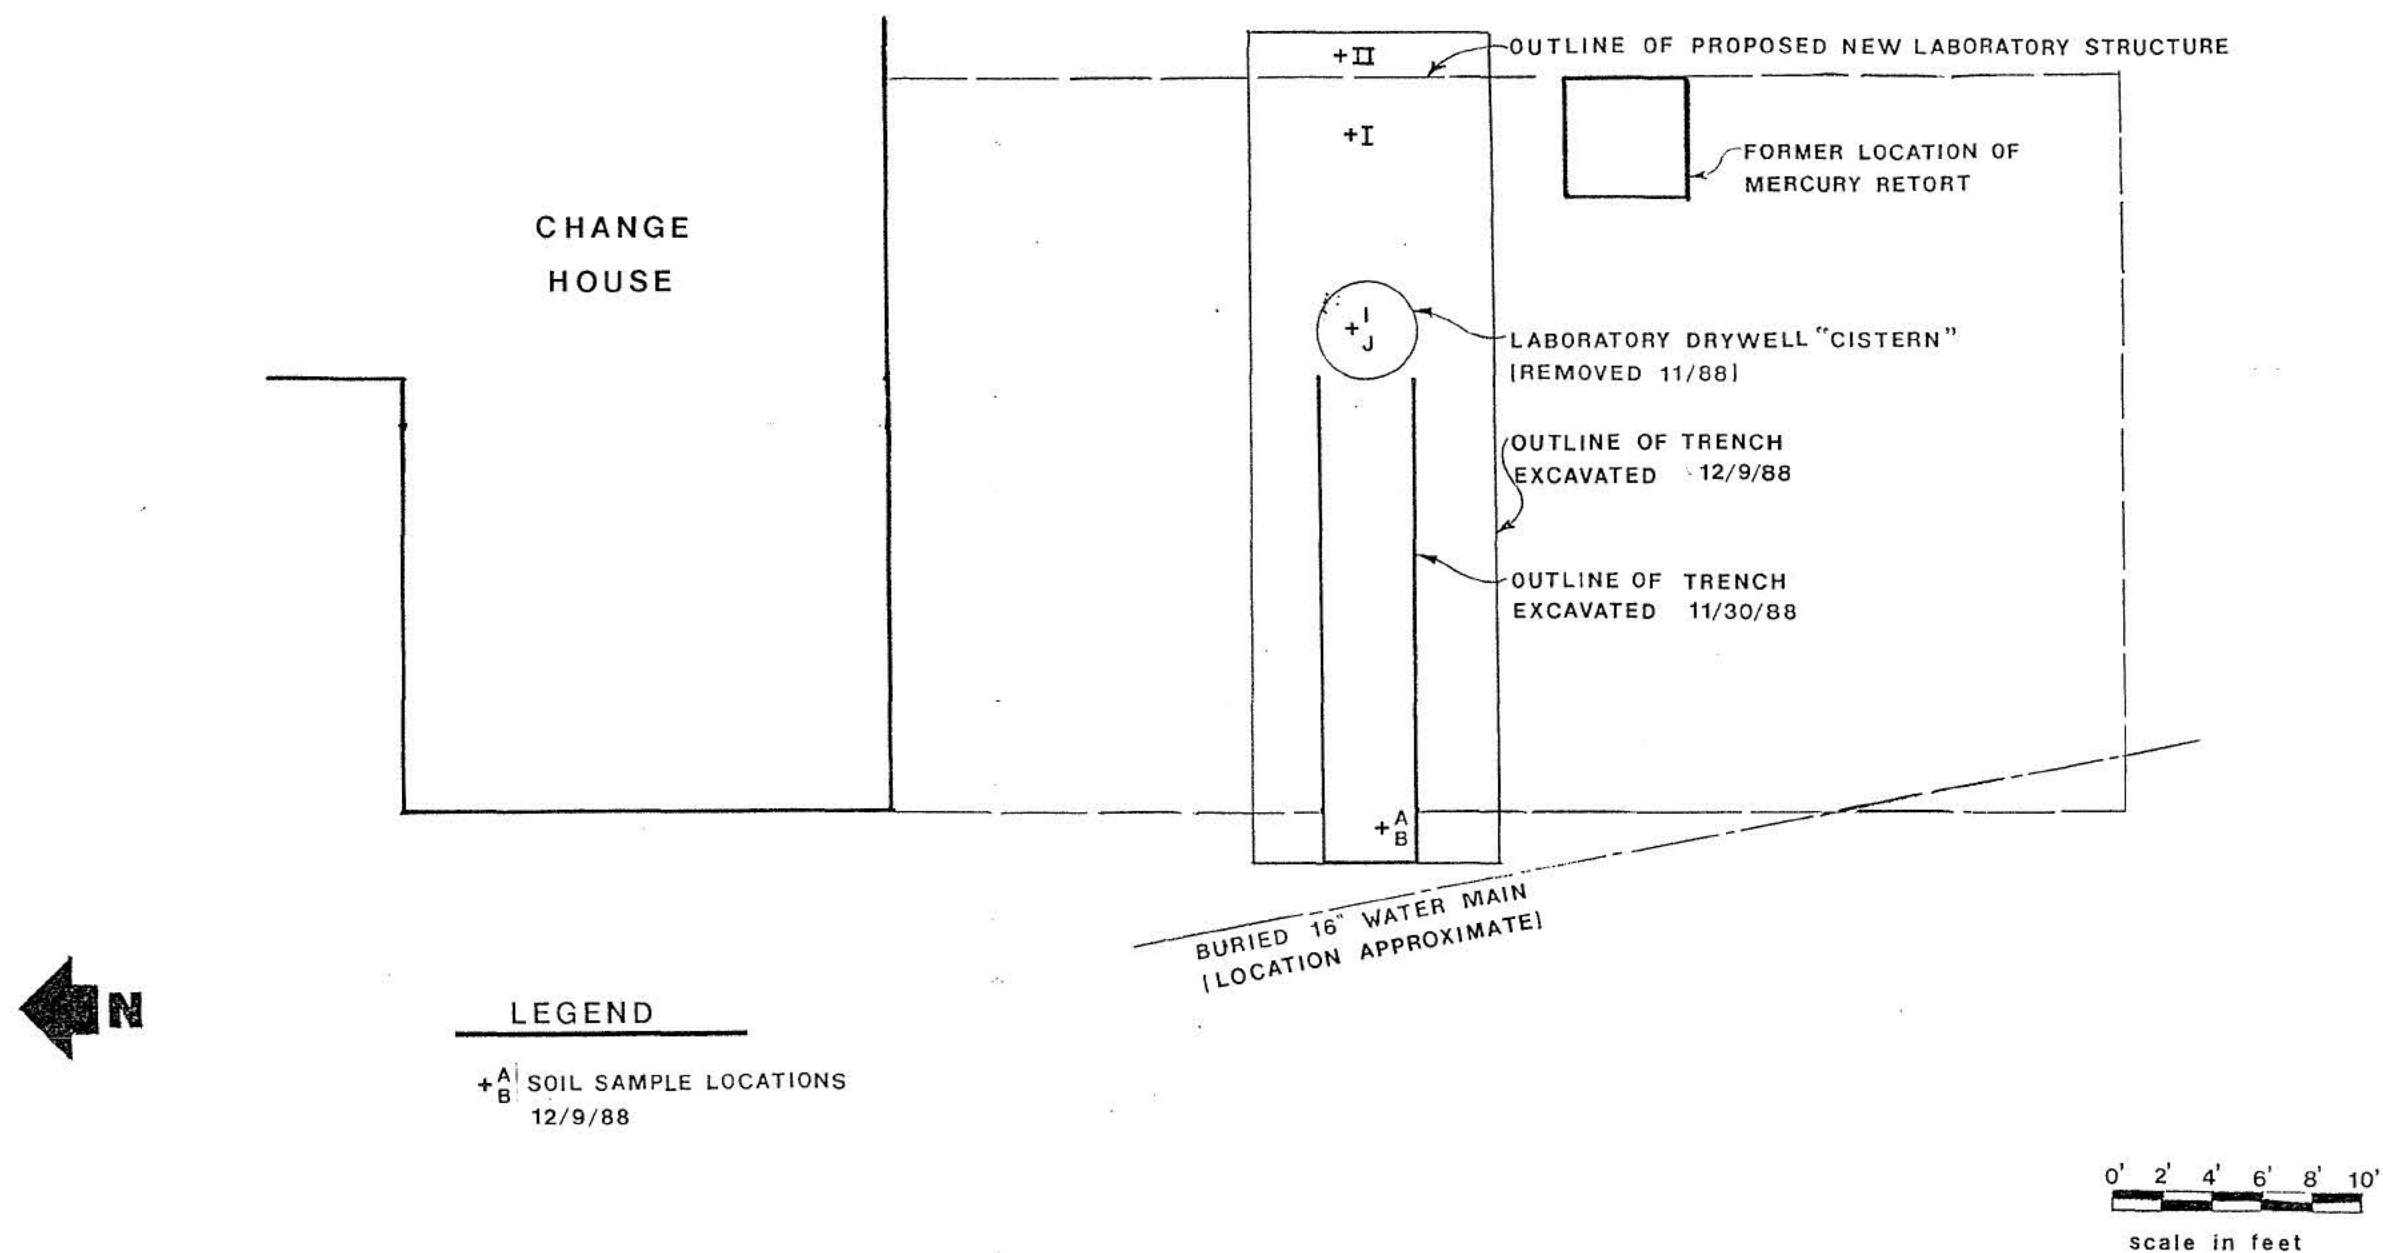 +II
OUTLINE OF PROPOSED NEW LABORATORY STRUCTURE
+I
FORMER LOCATION OF
MERCURY RETORT
CHANGE
HOUSE
+I
J
LABORATORY DRYWELL "CISTERN"
[REMOVED 11/88]
OUTLINE OF TRENCH
EXCAVATED 12/9/88
OUTLINE OF TRENCH
EXCAVATED 11/30/88
+A
B
BURIED 16" WATER MAIN
[LOCATION APPROXIMATE]
N
LEGEND
+A
B
SOIL SAMPLE LOCATIONS
12/9/88
0' 2' 4' 6' 8' 10'
scale in feet